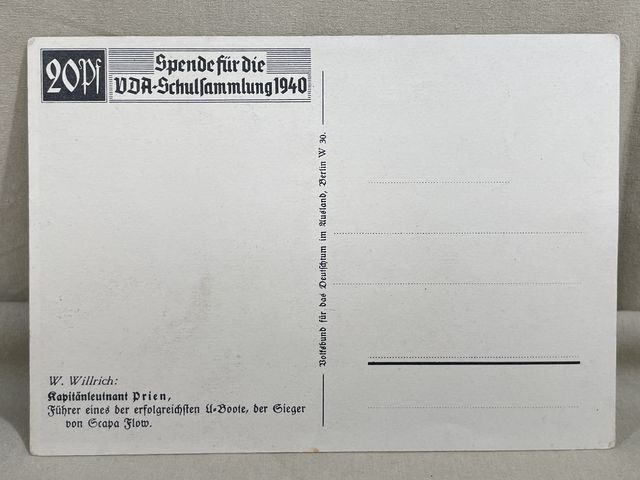 20Pf
Spende für die
VDA-Schulsammlung 1940
Volksbund für das Deutschtum im Ausland, Berlin W 30.
W. Willrich:
Kapitänleutnant Prien,
Führer eines der erfolgreichsten U-Boote, der Sieger
von Scapa Flow.